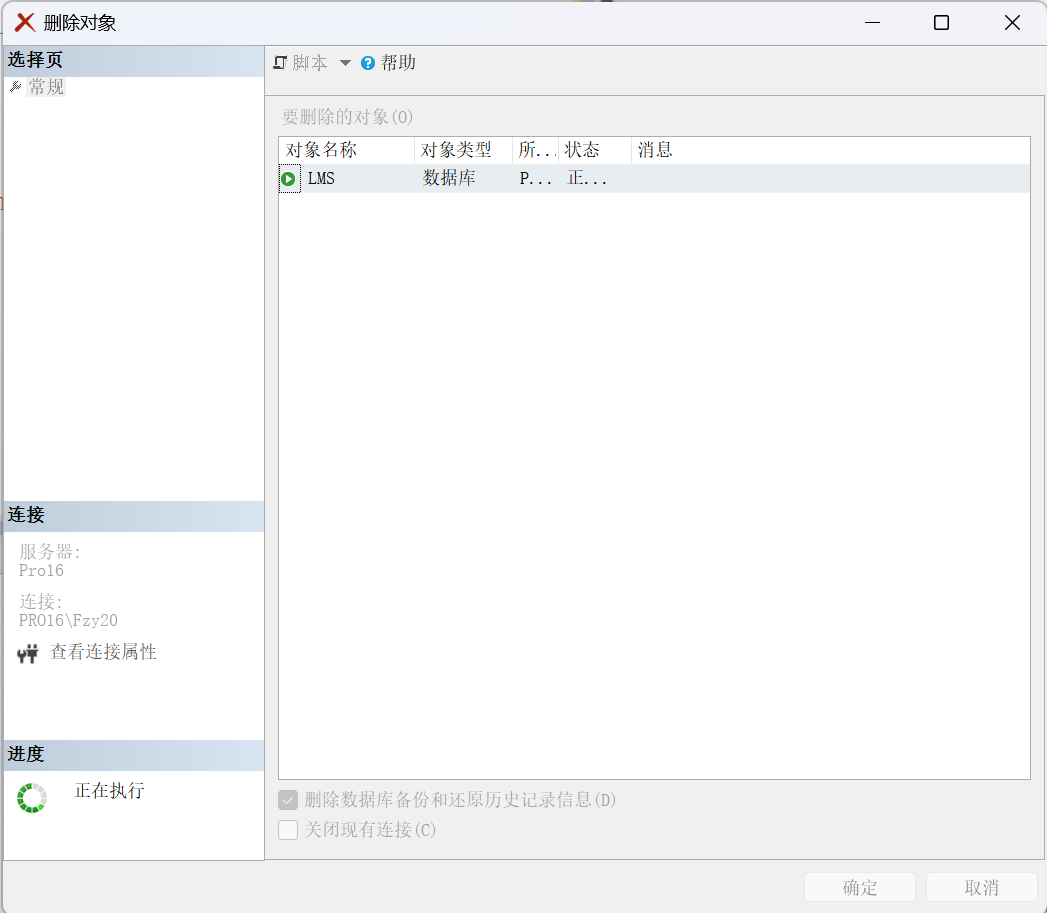 删除对象
选择页
常规
脚本
帮助
要删除的对象(O)
对象名称 对象类型 所... 状态 消息
LMS 数据库 P... 正...
连接
服务器:
Pro16
连接:
PRO16\Fzy20
查看连接属性
进度
正在执行
删除数据库备份和还原历史记录信息(D)
关闭现有连接(C)
确定 取消